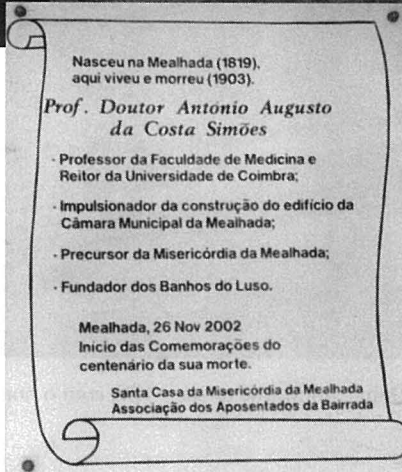 Nasceu na Mealhada (1819),
aqui viveu e morreu (1903).
Prof. Doutor António Augusto
da Costa Simões
- Professor da Faculdade de Medicina e
Reitor da Universidade de Coimbra;
- Impulsionador da construção do edifício da
Câmara Municipal da Mealhada;
- Precursor da Misericórdia da Mealhada;
- Fundador dos Banhos do Luso.
Mealhada, 26 Nov 2002
Início das Comemorações do
centenário da sua morte.
Santa Casa da Misericórdia da Mealhada
Associação dos Aposentados da Bairrada